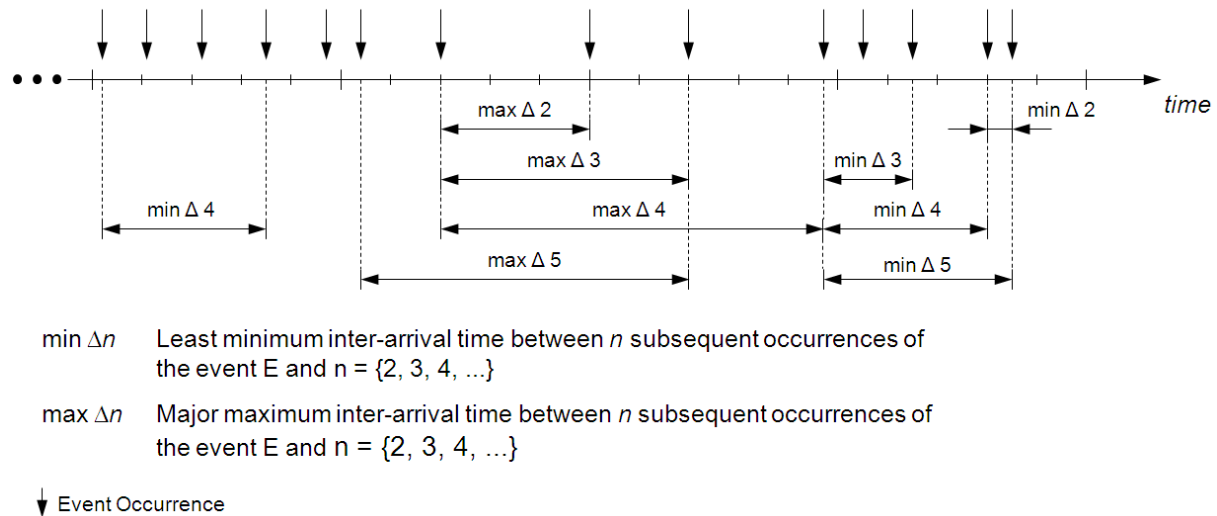 time
max Δ 2
min Δ 2
max Δ 3
min Δ 3
min Δ 4
max Δ 4
min Δ 4
max Δ 5
min Δ 5
min Δn Least minimum inter-arrival time between n subsequent occurrences of
the event E and n = {2, 3, 4, ...}
max Δn Major maximum inter-arrival time between n subsequent occurrences of
the event E and n = {2, 3, 4, ...}
Event Occurrence